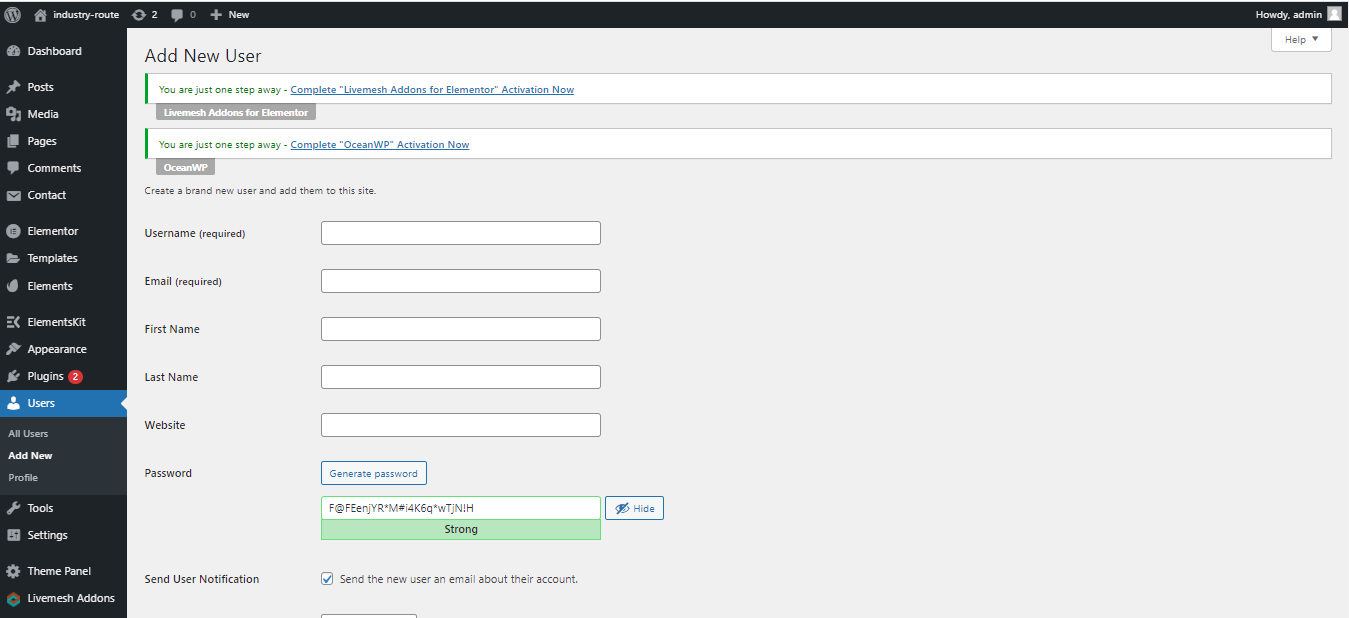 industry-route 2 0 New Howdy, admin
Help ▼
Dashboard
Posts
Media
Pages
Comments
Contact
Elementor
Templates
Elements
ElementsKit
Appearance
Plugins 2
Users
All Users
Add New
Profile
Tools
Settings
Theme Panel
Livemesh Addons
Add New User
You are just one step away - Complete "Livemesh Addons for Elementor" Activation Now
Livemesh Addons for Elementor
You are just one step away - Complete "OceanWP" Activation Now
OceanWP
Create a brand new user and add them to this site.
Username (required)
Email (required)
First Name
Last Name
Website
Password Generate password
F@FEenjYR*M#i4K6q*wTjN!H Hide
Strong
Send User Notification Send the new user an email about their account.